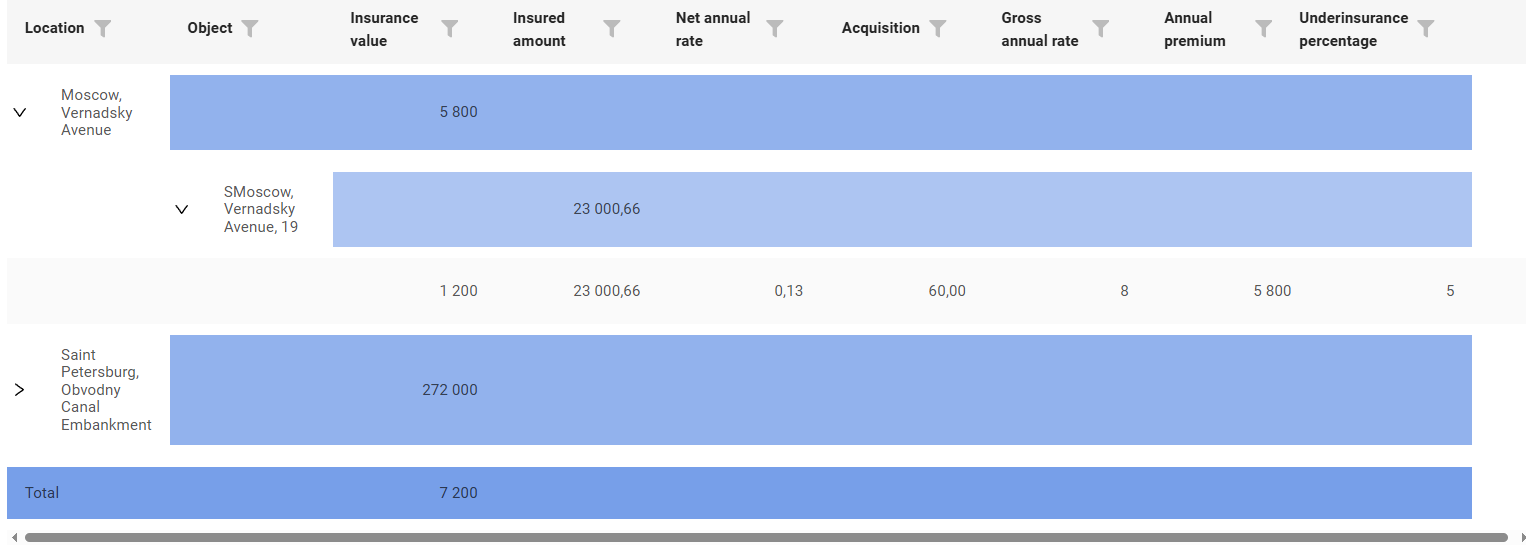 Location Object Insurance value Insured amount Net annual rate Acquisition Gross annual rate Annual premium Underinsurance percentage
Moscow,
Vernadsky
Avenue
5 800
SMoscow,
Vernadsky
Avenue, 19
23 000,66
1 200 23 000,66 0,13 60,00 8 5 800 5
Saint
Petersburg,
Obvodny
Canal
Embankment
272 000
Total 7 200